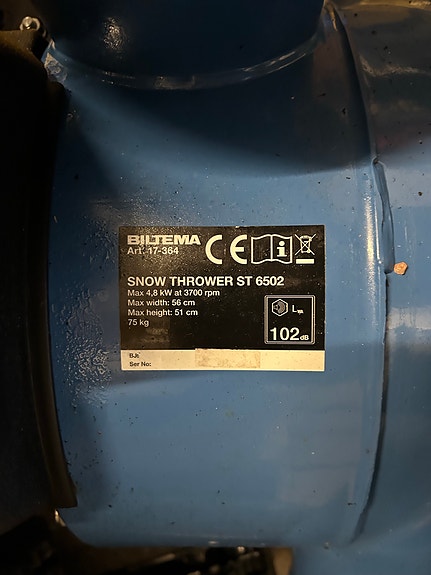 BILTEMA
Art. 17-364
SNOW THROWER ST 6502
Max 4,8 kW at 3700 rpm
Max width: 56 cm
Max height: 51 cm
75 kg
LWA
102dB
Ser No: